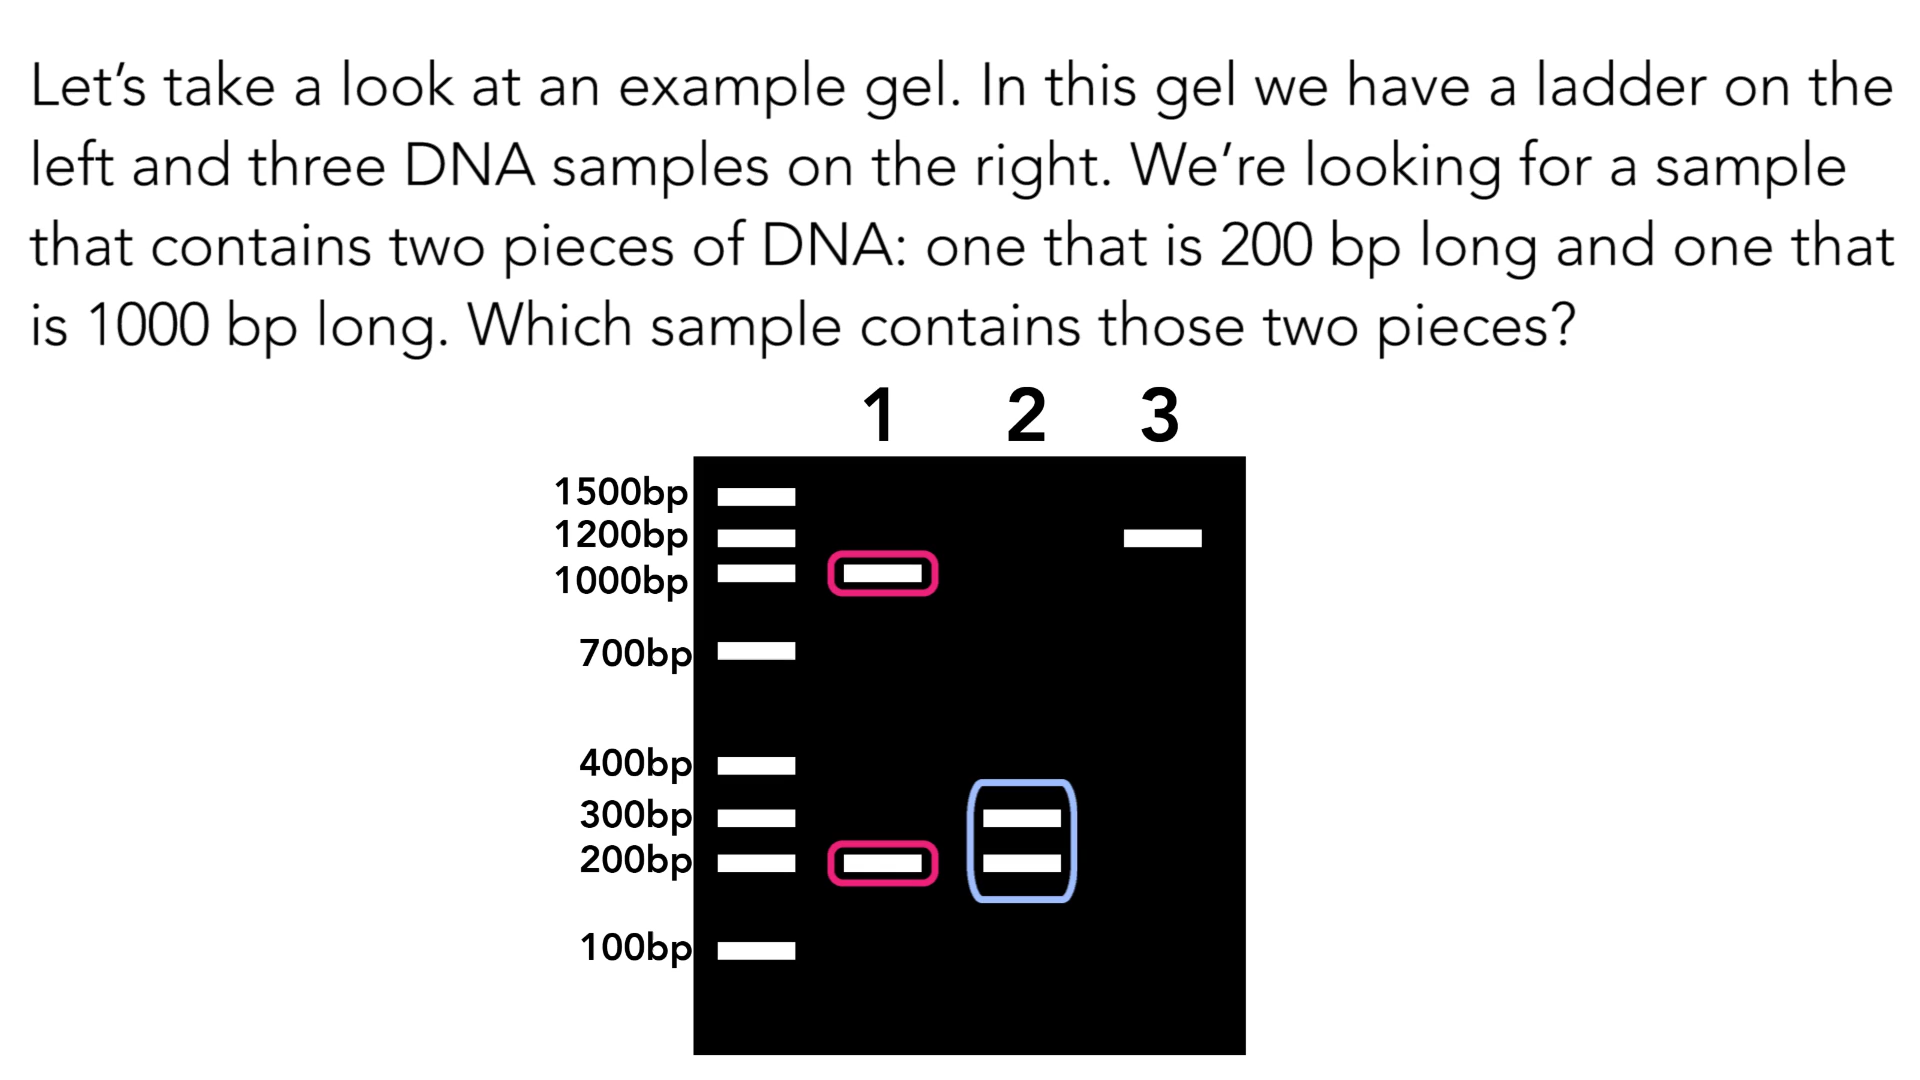 Let’s take a look at an example gel. In this gel we have a ladder on the
left and three DNA samples on the right. We’re looking for a sample
that contains two pieces of DNA: one that is 200 bp long and one that
is 1000 bp long. Which sample contains those two pieces?
1 2 3
1500bp
1200bp
1000bp
700bp
400bp
300bp
200bp
100bp